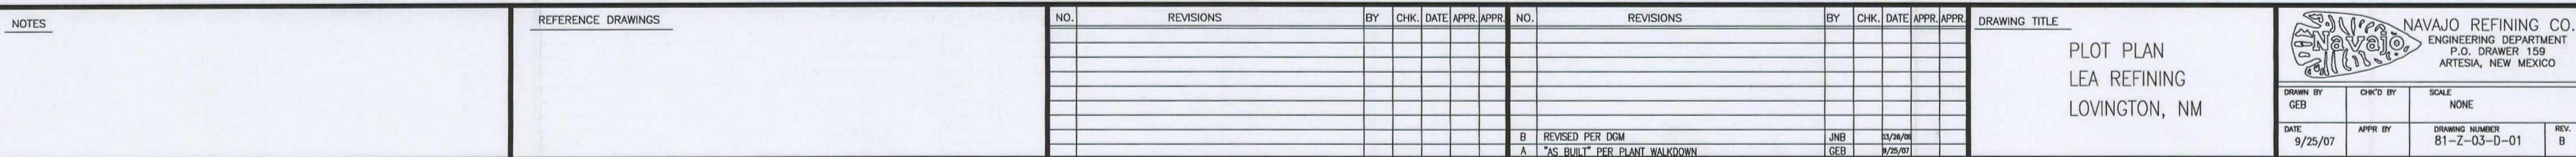 NOTES
REFERENCE DRAWINGS
NO. REVISIONS BY CHK. DATE APPR. APPR.
NO. REVISIONS BY CHK. DATE APPR. APPR.
B REVISED PER DGM JNB
A "AS BUILT" PER PLANT WALKDOWN GEB 9/25/07
DRAWING TITLE
PLOT PLAN
LEA REFINING
LOVINGTON, NM
Navajo
NAVAJO REFINING CO.
ENGINEERING DEPARTMENT
P.O. DRAWER 159
ARTESIA, NEW MEXICO
DRAWN BY CHK'D BY SCALE
GEB NONE
DATE APPR BY DRAWING NUMBER REV.
9/25/07 81-Z-03-D-01 B